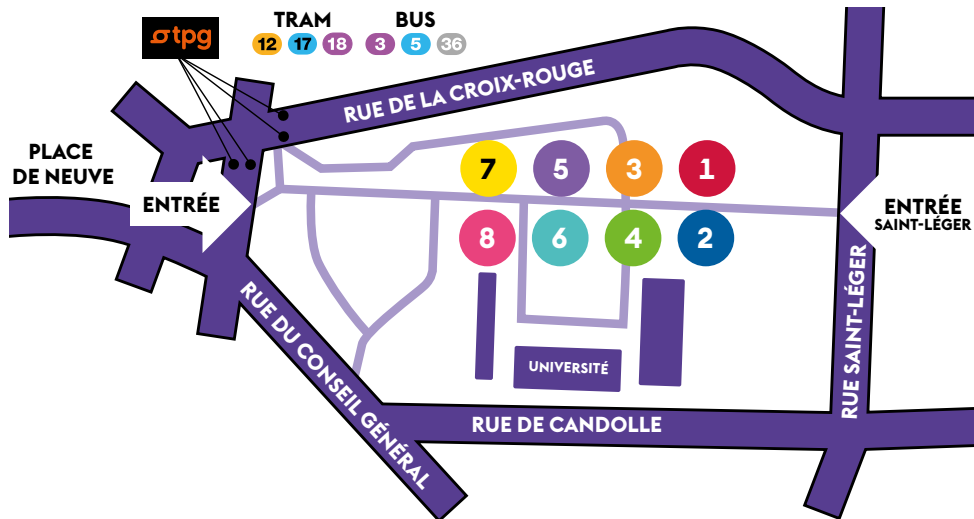 tpg
TRAM
12 17 18
BUS
3 5 36
RUE DE LA CROIX-ROUGE
PLACE
DE NEUVE
ENTRÉE
7 5 3 1
8 6 4 2
ENTRÉE
SAINT-LÉGER
RUE DU CONSEIL GÉNÉRAL
UNIVERSITÉ
RUE SAINT-LÉGER
RUE DE CANDOLLE